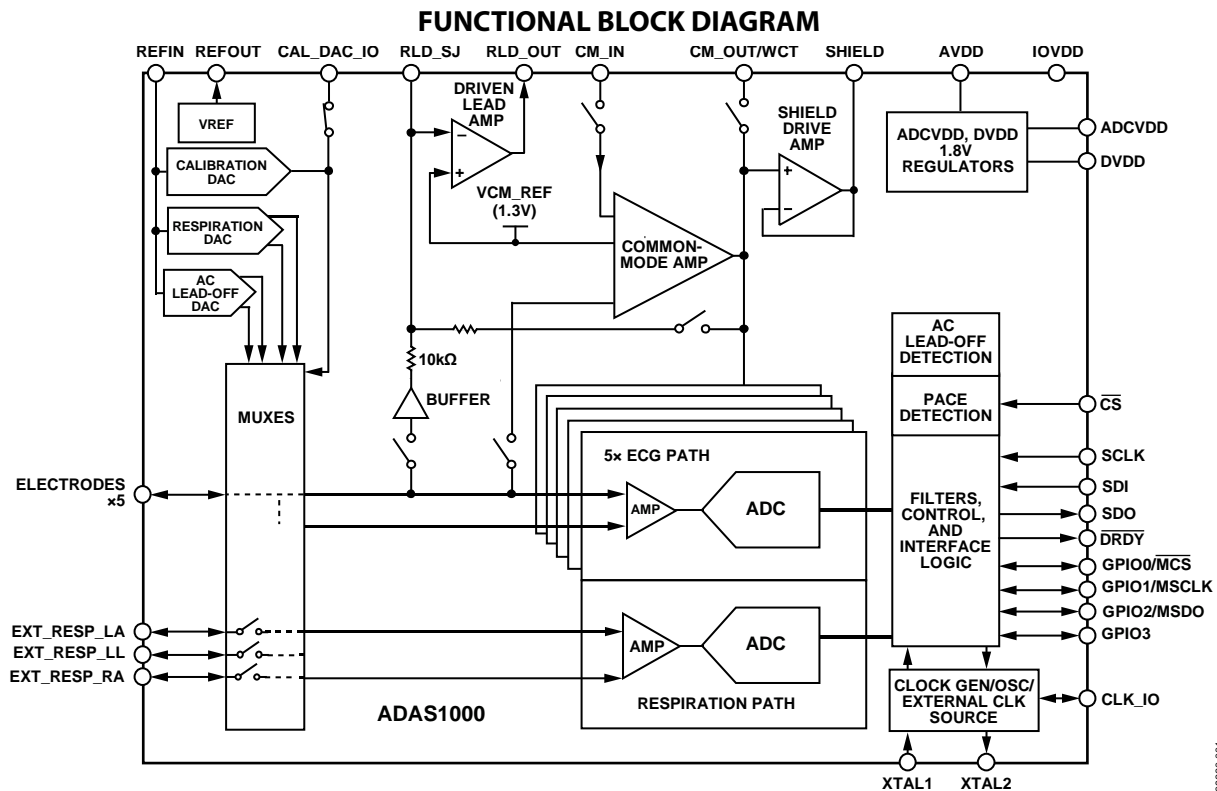 FUNCTIONAL BLOCK DIAGRAM
REFIN REFOUT CAL_DAC_IO RLD_SJ RLD_OUT CM_IN CM_OUT/WCT SHIELD AVDD IOVDD
DRIVEN
LEAD
AMP
VREF
SHIELD
DRIVE
AMP
ADCVDD, DVDD
1.8V
REGULATORS
ADCVDD
DVDD
CALIBRATION
DAC
VCM_REF
(1.3V)
RESPIRATION
DAC
COMMON-
MODE AMP
AC
LEAD-OFF
DAC
10kΩ
BUFFER
MUXES
AC
LEAD-OFF
DETECTION
PACE
DETECTION
CS
SCLK
SDI
SDO
DRDY
GPIO0/MCS
GPIO1/MSCLK
GPIO2/MSDO
GPIO3
ELECTRODES
×5
5× ECG PATH
AMP
ADC
FILTERS,
CONTROL,
AND
INTERFACE
LOGIC
EXT_RESP_LA
EXT_RESP_LL
EXT_RESP_RA
AMP
ADC
RESPIRATION PATH
ADAS1000
CLOCK GEN/OSC/
EXTERNAL CLK
SOURCE
CLK_IO
XTAL1 XTAL2